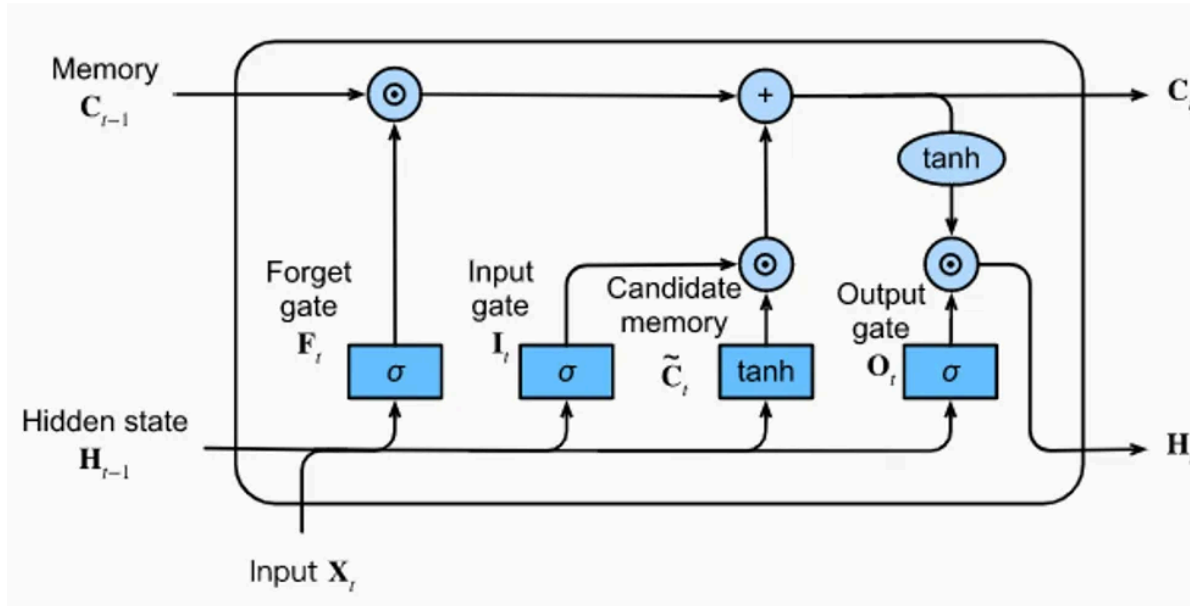 Memory
C_{t-1}
⊙
+
C_t
tanh
Forget
gate
F_t
Input
gate
I_t
Candidate
memory
C̃_t
⊙
Output
gate
O_t
⊙
σ
σ
tanh
σ
Hidden state
H_{t-1}
H
Input X_t